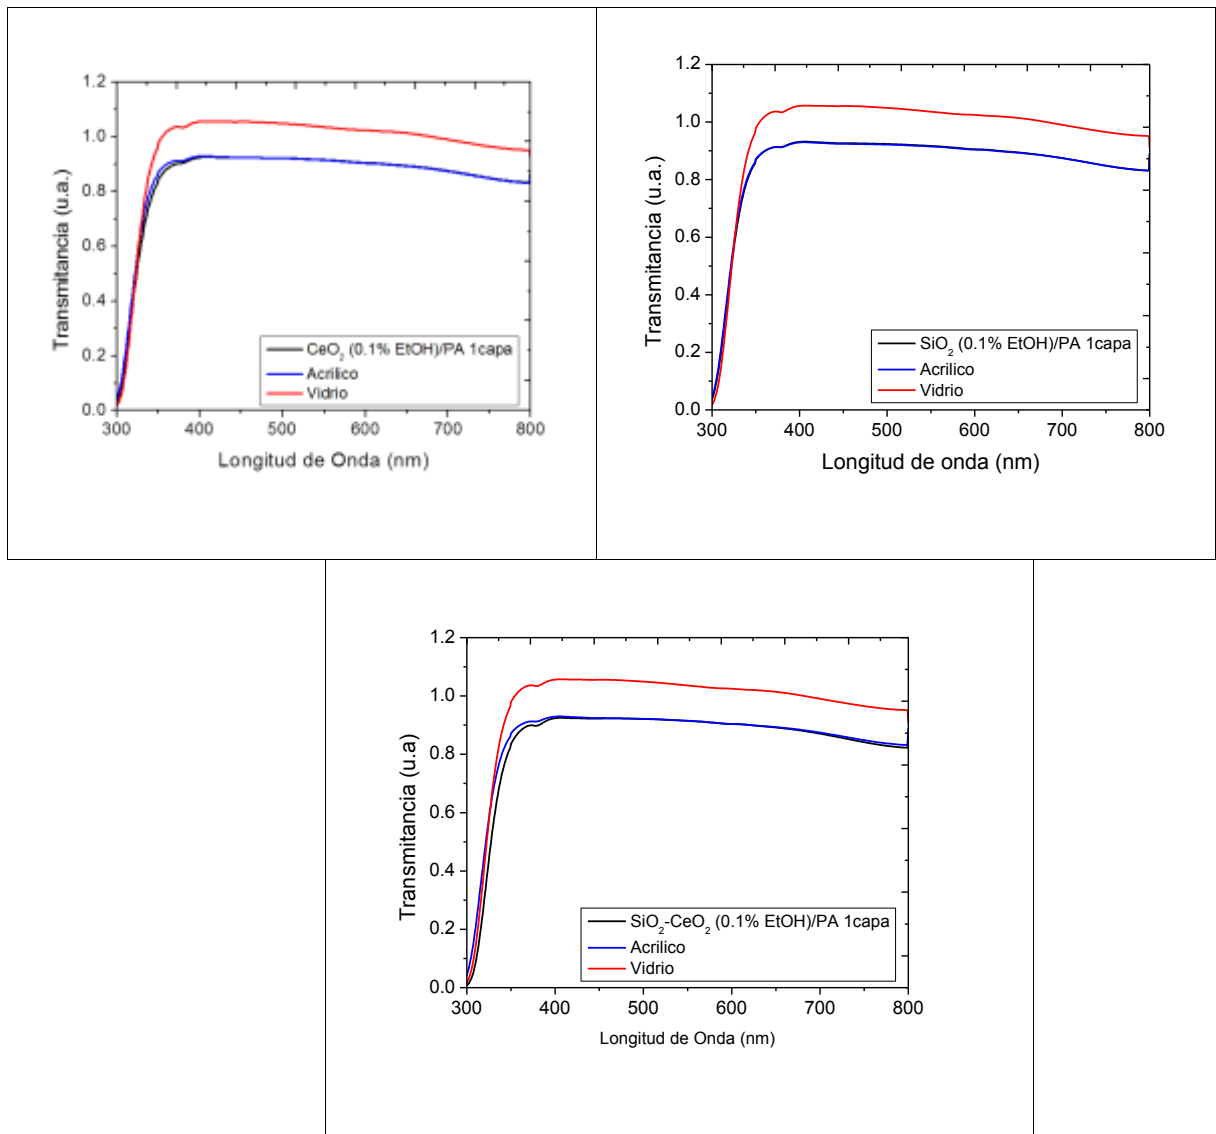 1.2
1.0
0.8
0.6
0.4
0.2
0.0
Transmitancia (u.a.)
CeO2 (0.1% EtOH)/PA 1capa
Acrilico
Vidrio
300 400 500 600 700 800
Longitud de Onda (nm)
1.2
1.0
0.8
0.6
0.4
0.2
0.0
Transmitancia (u.a.)
SiO2 (0.1% EtOH)/PA 1capa
Acrilico
Vidrio
300 400 500 600 700 800
Longitud de onda (nm)
1.2
1.0
0.8
0.6
0.4
0.2
0.0
Transmitancia (u.a)
SiO2-CeO2 (0.1% EtOH)/PA 1capa
Acrilico
Vidrio
300 400 500 600 700 800
Longitud de Onda (nm)